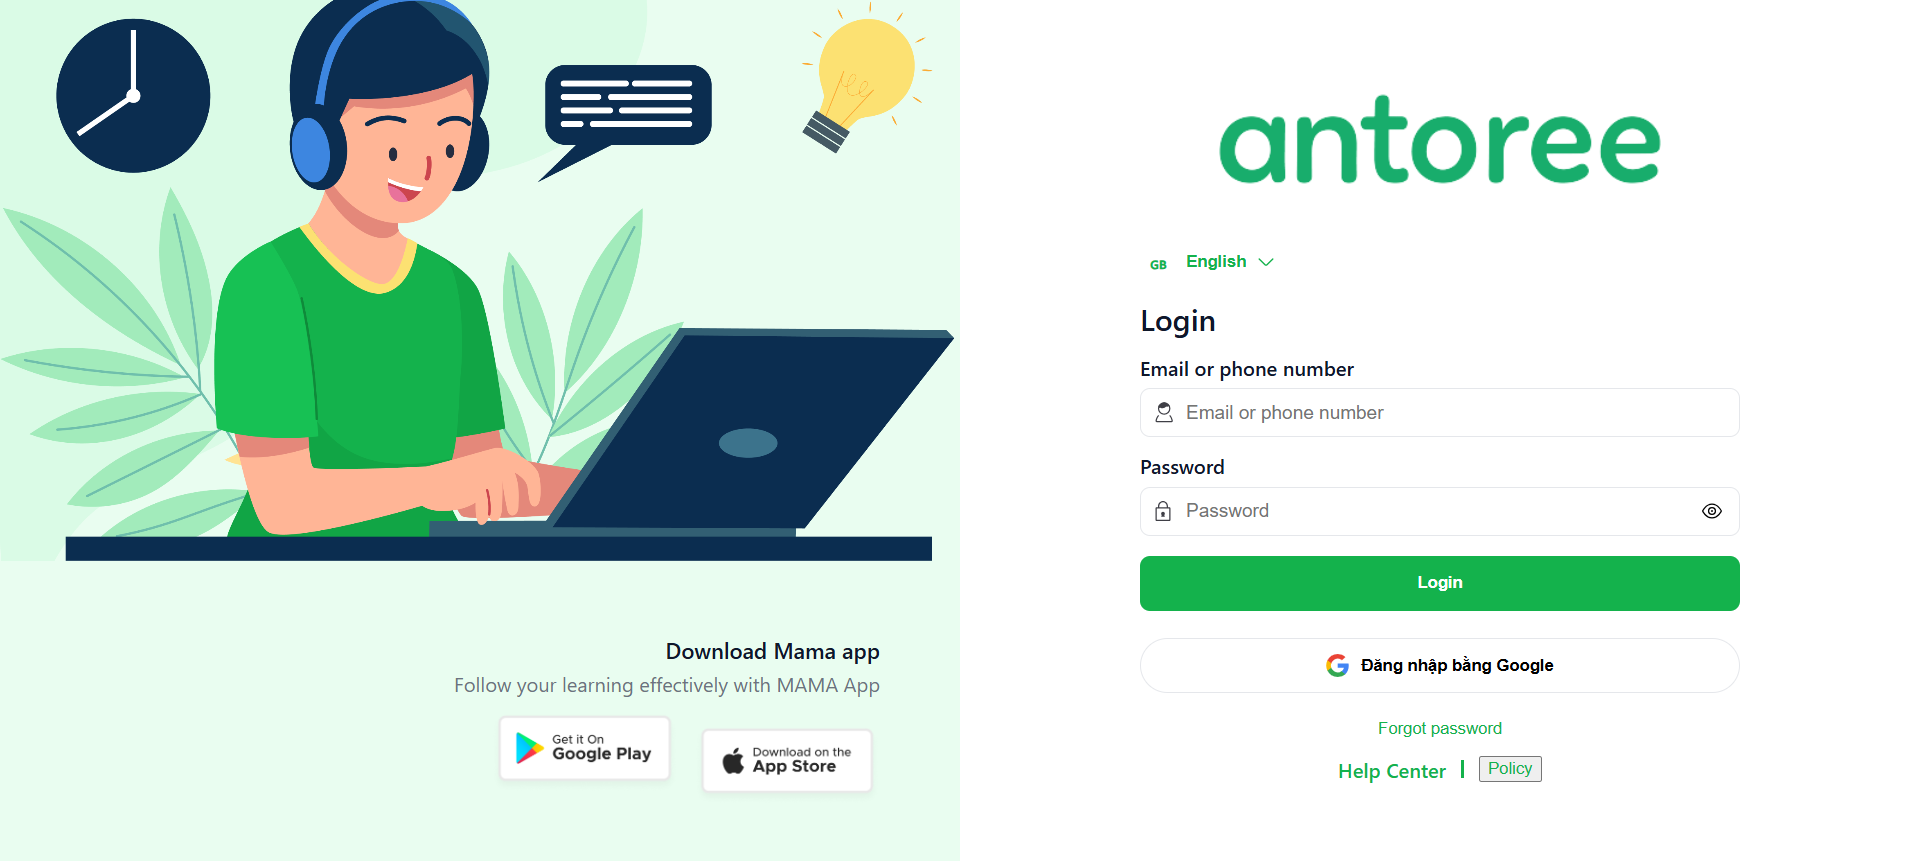 antoree
GB English
Login
Email or phone number
Email or phone number
Password
Password
Login
Đăng nhập bằng Google
Forgot password
Help Center | Policy
Download Mama app
Follow your learning effectively with MAMA App
Get it On
Google Play
Download on the
App Store